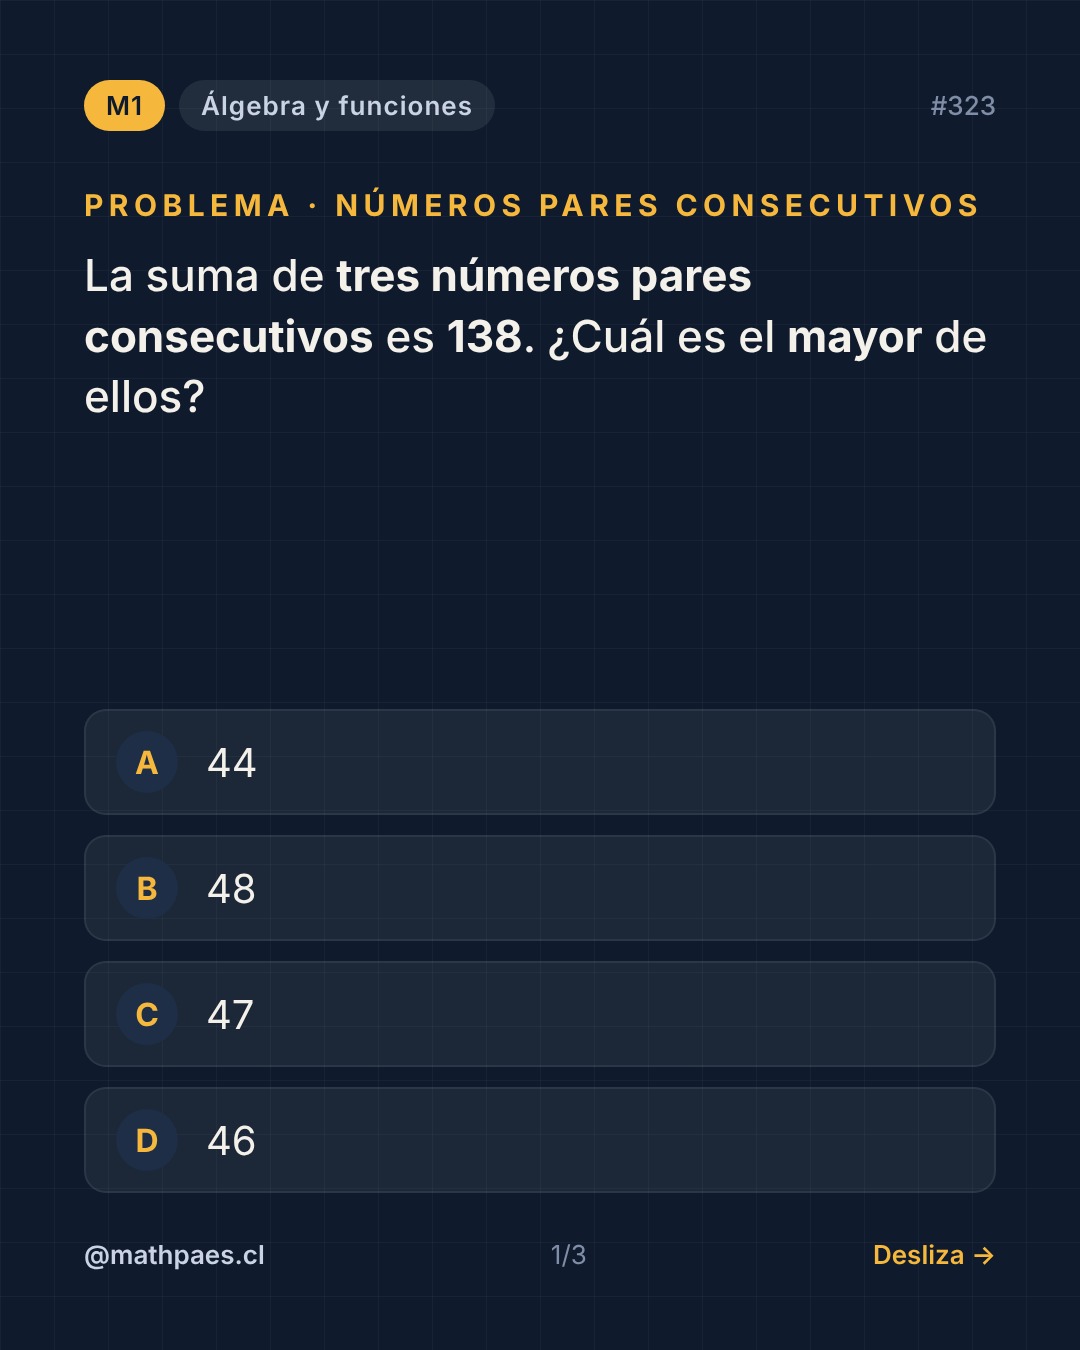 M1 Álgebra y funciones #323
PROBLEMA · NÚMEROS PARES CONSECUTIVOS
La suma de tres números pares
consecutivos es 138. ¿Cuál es el mayor de
ellos?
A 44
B 48
C 47
D 46
@mathpaes.cl 1/3 Desliza →